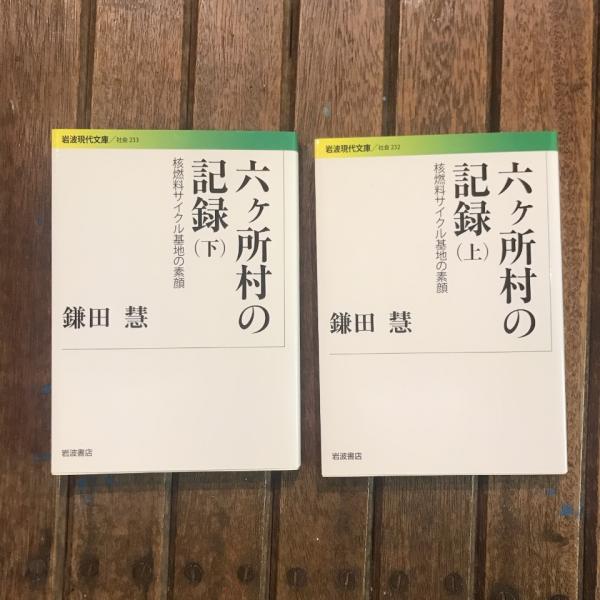 岩波現代文庫/社会 233
六ヶ所村の
記録(下)
核燃料サイクル基地の素顔
鎌田 慧
岩波書店
岩波現代文庫/社会 232
六ヶ所村の
記録(上)
核燃料サイクル基地の素顔
鎌田 慧
岩波書店